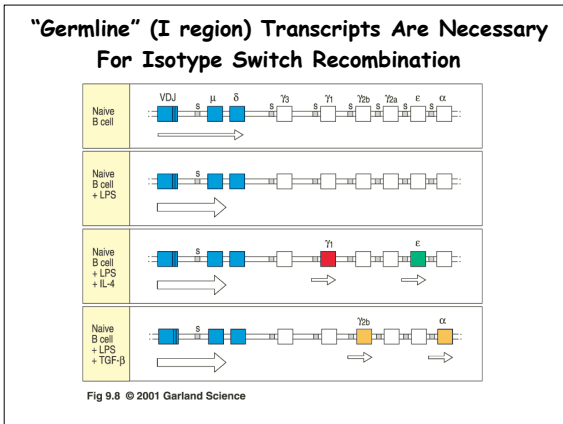 “Germline” (I region) Transcripts Are Necessary
For Isotype Switch Recombination
Naive
B cell
VDJ μ δ γ3 γ1 γ2b γ2a ε α
S S S S S S S
Naive
B cell
+ LPS
S
Naive
B cell
+ LPS
+ IL-4
S γ1 ε
Naive
B cell
+ LPS
+ TGF-β
S γ2b α
Fig 9.8 © 2001 Garland Science